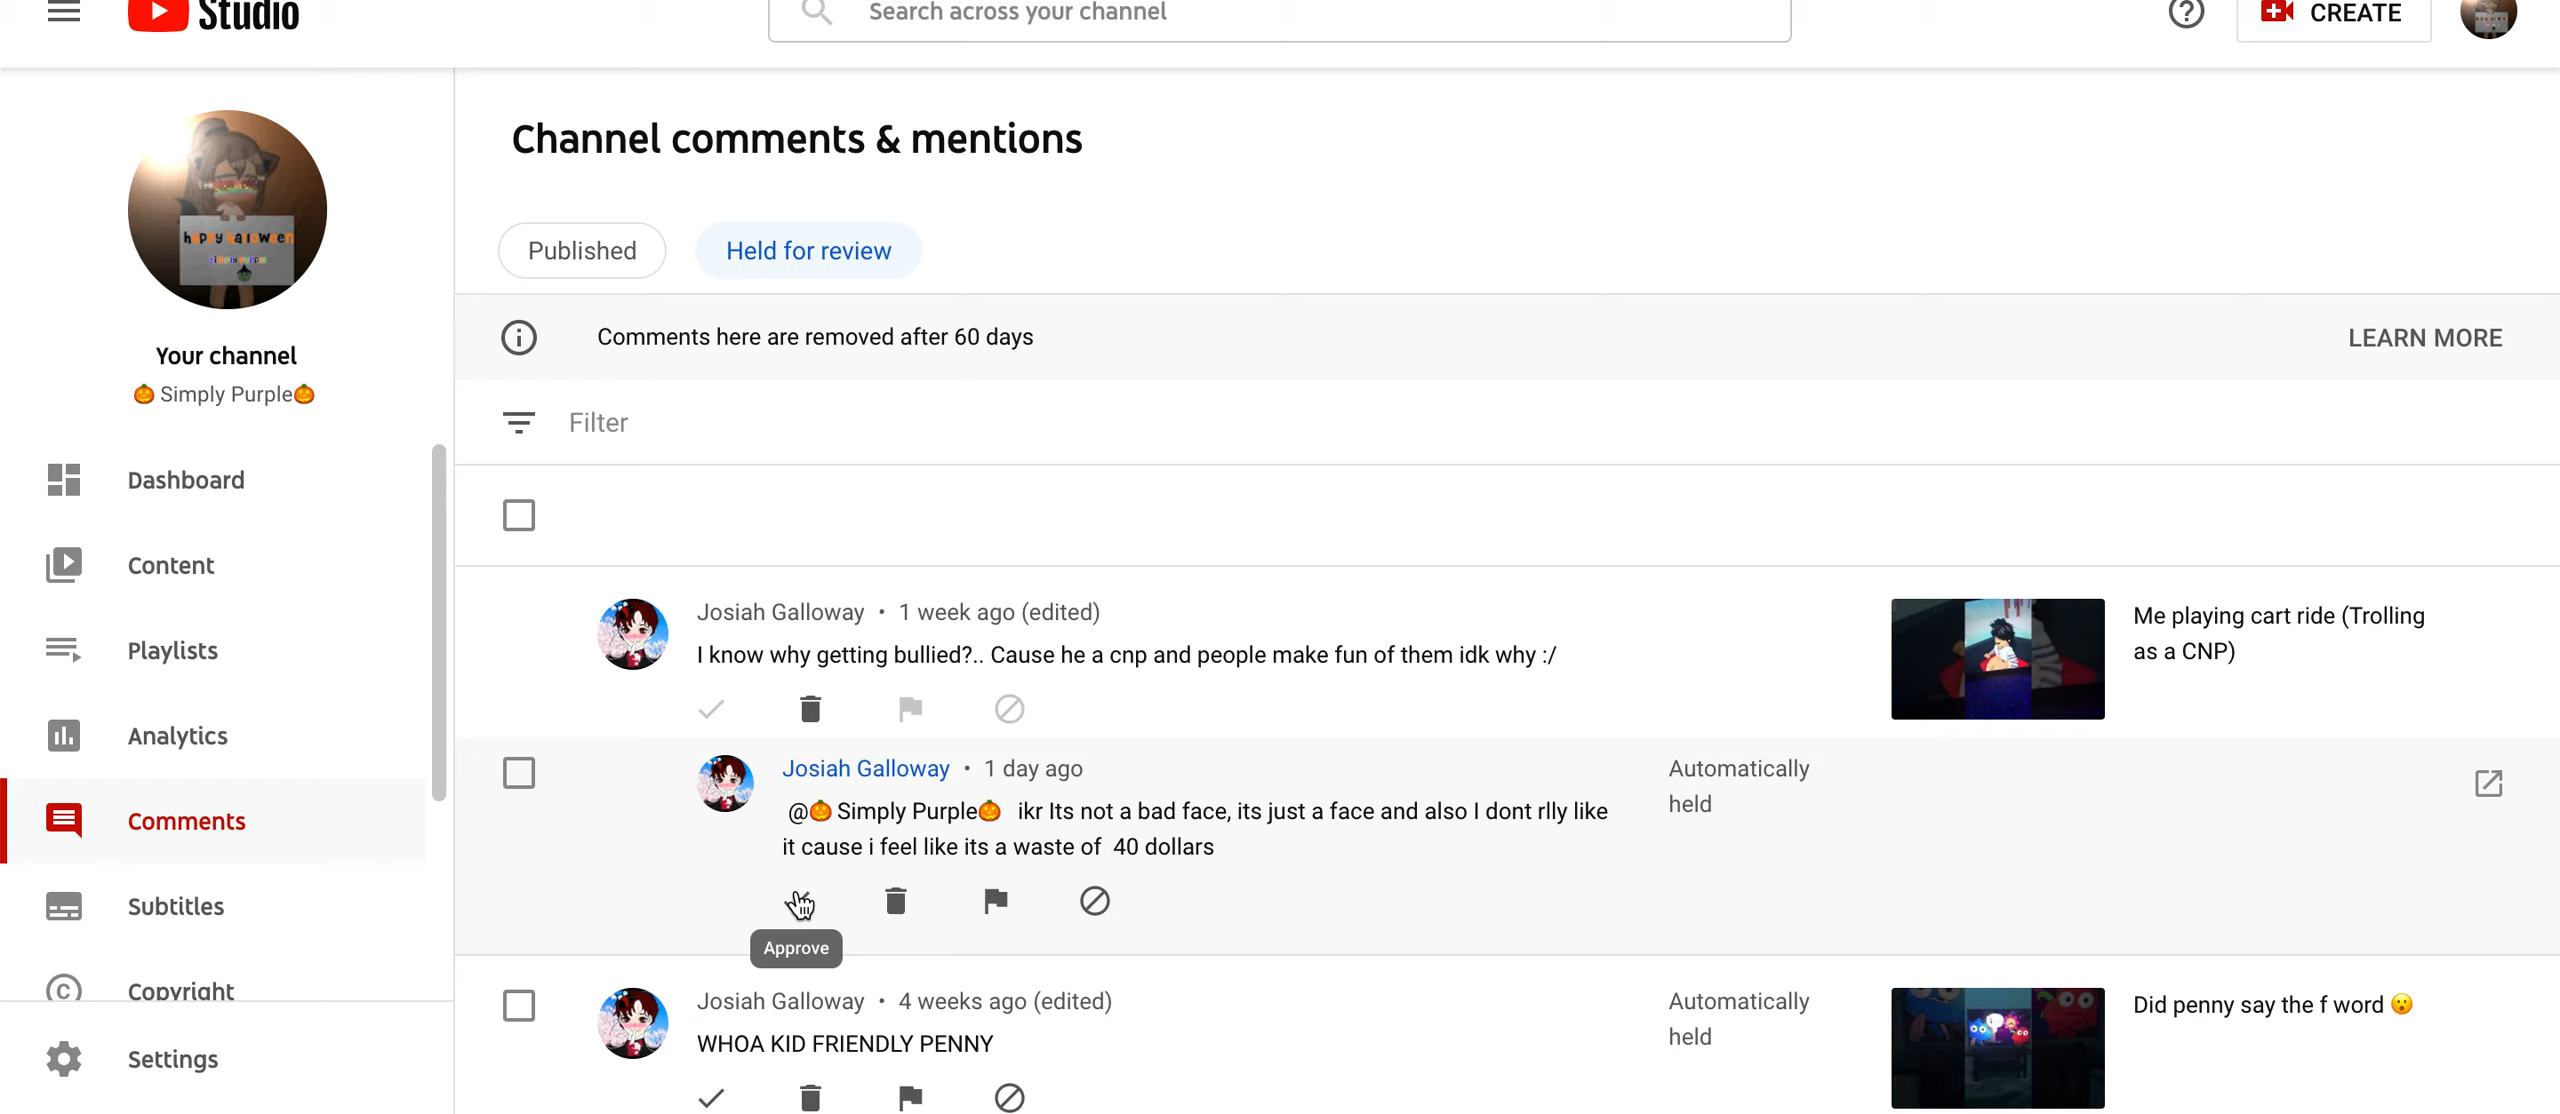 Studio
Search across your channel
CREATE
happy halloween
simply purple
Your channel
🎃 Simply Purple🎃
Dashboard
Content
Playlists
Analytics
Comments
Subtitles
Copyright
Settings
Channel comments & mentions
Published
Held for review
Comments here are removed after 60 days
LEARN MORE
Filter
Josiah Galloway • 1 week ago (edited)
I know why getting bullied?.. Cause he a cnp and people make fun of them idk why :/
Me playing cart ride (Trolling
as a CNP)
Josiah Galloway • 1 day ago
@🎃 Simply Purple🎃 ikr Its not a bad face, its just a face and also I dont rlly like
it cause i feel like its a waste of 40 dollars
Automatically
held
Approve
Josiah Galloway • 4 weeks ago (edited)
WHOA KID FRIENDLY PENNY
Automatically
held
Did penny say the f word 😮